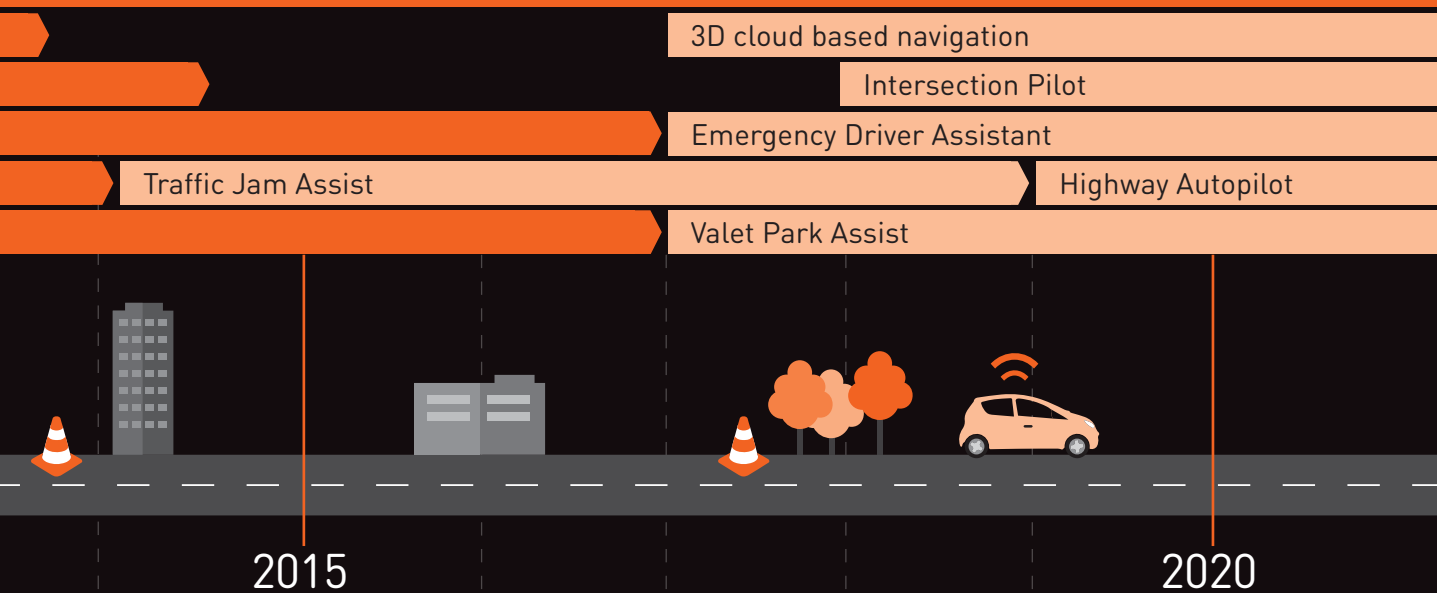 3D cloud based navigation
Intersection Pilot
Emergency Driver Assistant
Traffic Jam Assist
Highway Autopilot
Valet Park Assist
2015
2020